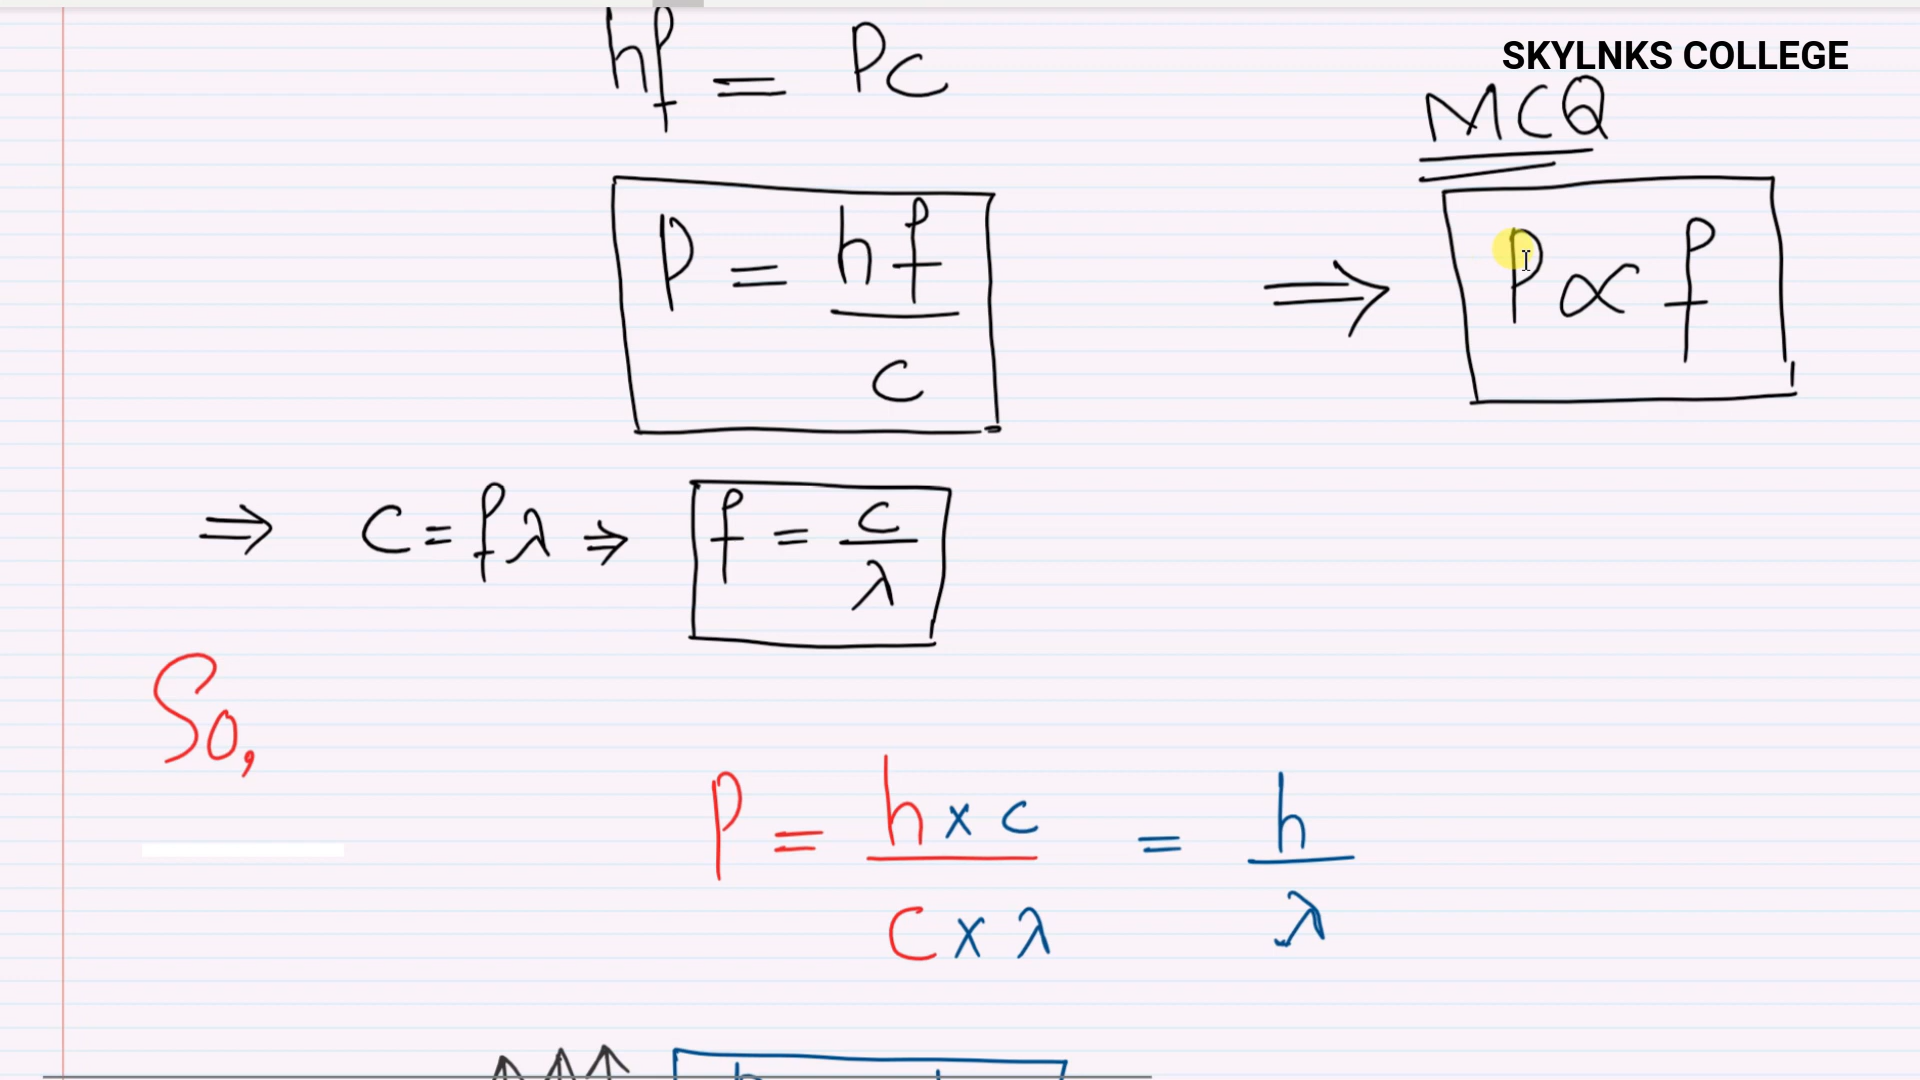 SKYLNKS COLLEGE
hf = Pc
MCQ
P = hf / c ⇒ P ∝ f
⇒ C = fλ ⇒ f = c / λ
So,
P = h x c / c x λ = h / λ